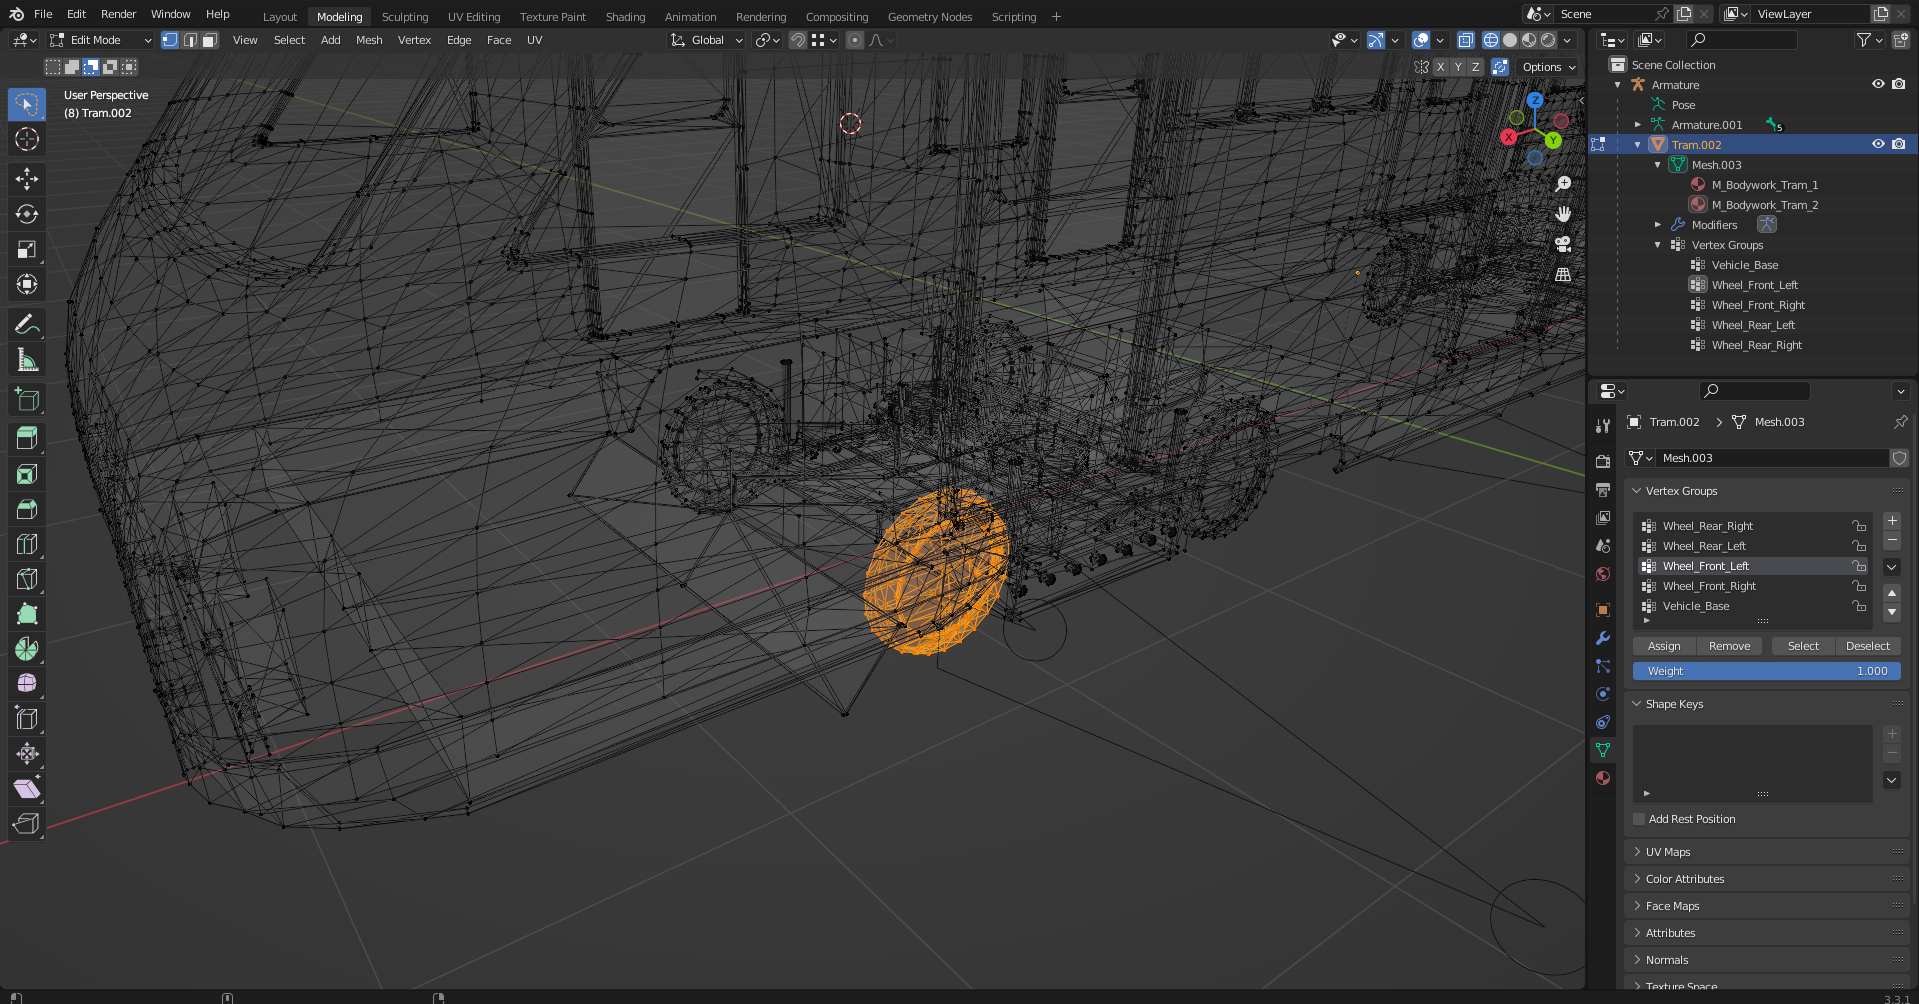 File Edit Render Window Help
Layout Modeling Sculpting UV Editing Texture Paint Shading Animation Rendering Compositing Geometry Nodes Scripting +
Scene
ViewLayer
Edit Mode
View Select Add Mesh Vertex Edge Face UV
Global
X Y Z
Options
User Perspective
(8) Tram.002
Z
X
Y
Scene Collection
Armature
Pose
Armature.001
5
Tram.002
Mesh.003
M_Bodywork_Tram_1
M_Bodywork_Tram_2
Modifiers
Vertex Groups
Vehicle_Base
Wheel_Front_Left
Wheel_Front_Right
Wheel_Rear_Left
Wheel_Rear_Right
Tram.002 > Mesh.003
Mesh.003
Vertex Groups
Wheel_Rear_Right
Wheel_Rear_Left
Wheel_Front_Left
Wheel_Front_Right
Vehicle_Base
Assign Remove Select Deselect
Weight 1.000
Shape Keys
Add Rest Position
UV Maps
Color Attributes
Face Maps
Attributes
Normals
Texture Space
3.3.1